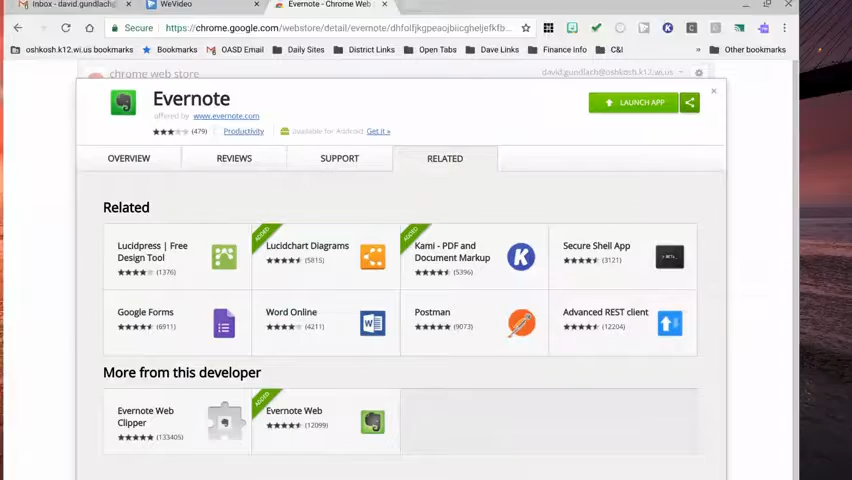 Inbox - david.gundlach@
WeVideo
Evernote - Chrome Web
Secure
https://chrome.google.com/webstore/detail/evernote/dhfolfjkgpeaojbiicgheljefkfb...
oshkosh.k12.wi.us bookmarks
Bookmarks
OASD Email
Daily Sites
District Links
Open Tabs
Dave Links
Finance Info
C&I
»
Other bookmarks
chrome web store
david.gundlach@oshkosh.k12.wi.us
Evernote
offered by www.evernote.com
(479)
Productivity
available for Android Get it »
LAUNCH APP
OVERVIEW
REVIEWS
SUPPORT
RELATED
Related
Lucidpress | Free
Design Tool
(1376)
ADDED
Lucidchart Diagrams
(5815)
ADDED
Kami - PDF and
Document Markup
(5396)
Secure Shell App
(3121)
Google Forms
(6911)
Word Online
(4211)
Postman
(9073)
Advanced REST client
(12204)
More from this developer
Evernote Web
Clipper
(133405)
ADDED
Evernote Web
(12099)